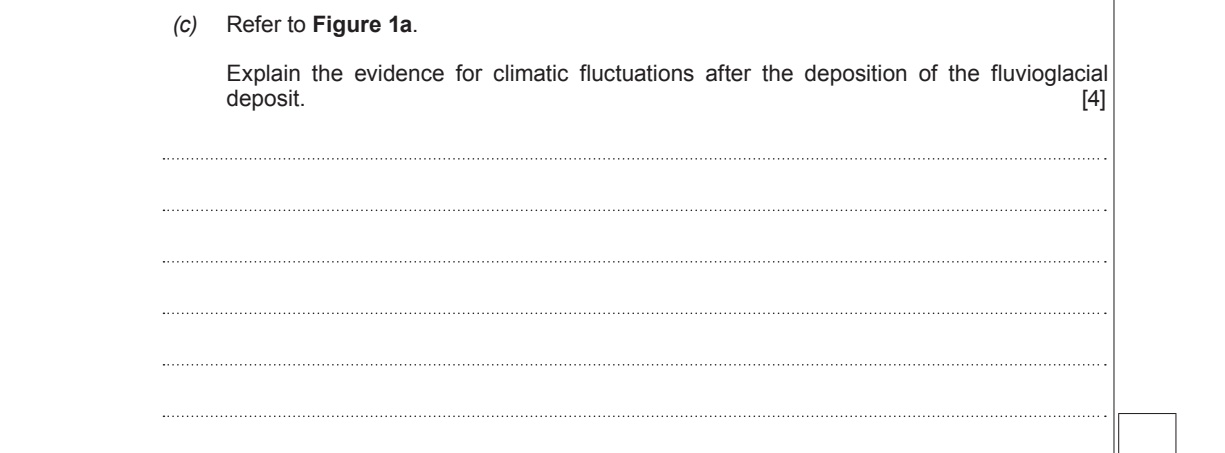 (c) Refer to Figure 1a.
Explain the evidence for climatic fluctuations after the deposition of the fluvioglacial
deposit. [4]